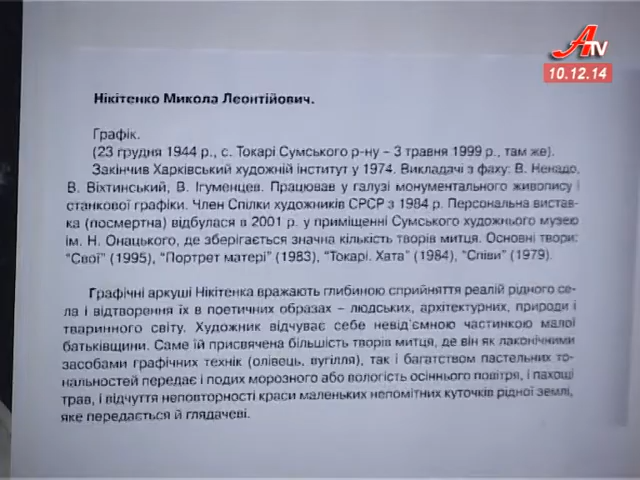 ATV
10.12.14
Нікітенко Микола Леонтійович.
Графік.
(23 грудня 1944 р., с. Токарі Сумського р-ну – 3 травня 1999 р., там же).
Закінчив Харківський художній інститут у 1974. Викладачі з фаху: В. Ненадо,
В. Віхтинський, В. Ігуменцев. Працював у галузі монументального живопису і
станкової графіки. Член Спілки художників СРСР з 1984 р. Персональна вистав-
ка (посмертна) відбулася в 2001 р. у приміщенні Сумського художнього музею
ім. Н. Онацького, де зберігається значна кількість творів митця. Основні твори:
“Свої” (1995), “Портрет матері” (1983), “Токарі. Хата” (1984), “Співи” (1979).
Графічні аркуші Нікітенка вражають глибиною сприйняття реалій рідного се-
ла і відтворення їх в поетичних образах – людських, архітектурних, природи і
тваринного світу. Художник відчуває себе невід’ємною частинкою малої
батьківщини. Саме їй присвячена більшість творів митця, де він як лаконічними
засобами графічних технік (олівець, вугілля), так і багатством пастельних то-
нальностей передає і подих морозного або вологість осіннього повітря, і пахощі
трав, і відчуття неповторності краси маленьких непомітних куточків рідної землі,
яке передається й глядачеві.